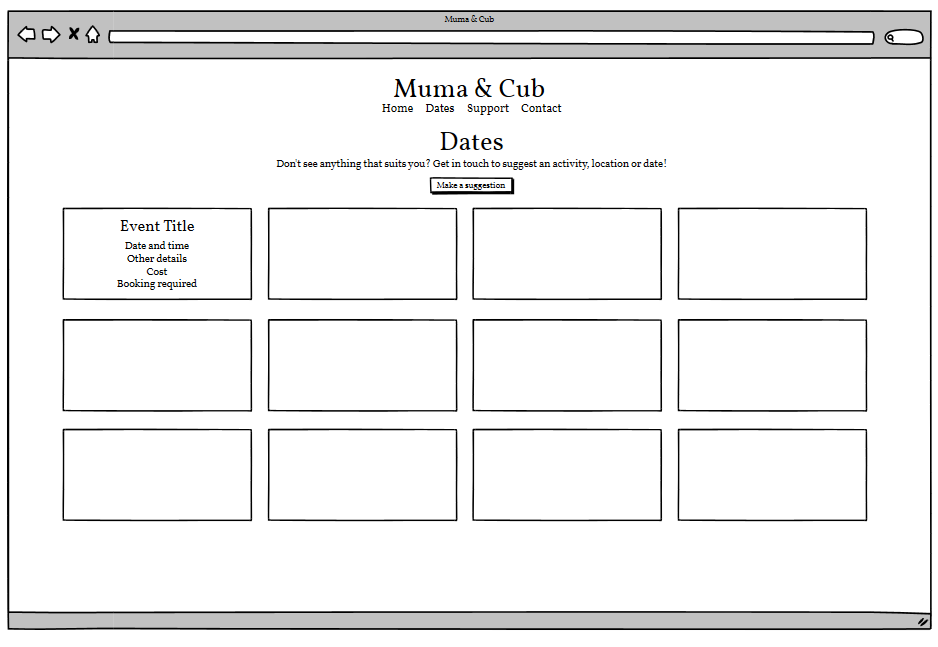 Muma & Cub
Muma & Cub
Home Dates Support Contact
Dates
Don't see anything that suits you? Get in touch to suggest an activity, location or date!
Make a suggestion
Event Title
Date and time
Other details
Cost
Booking required